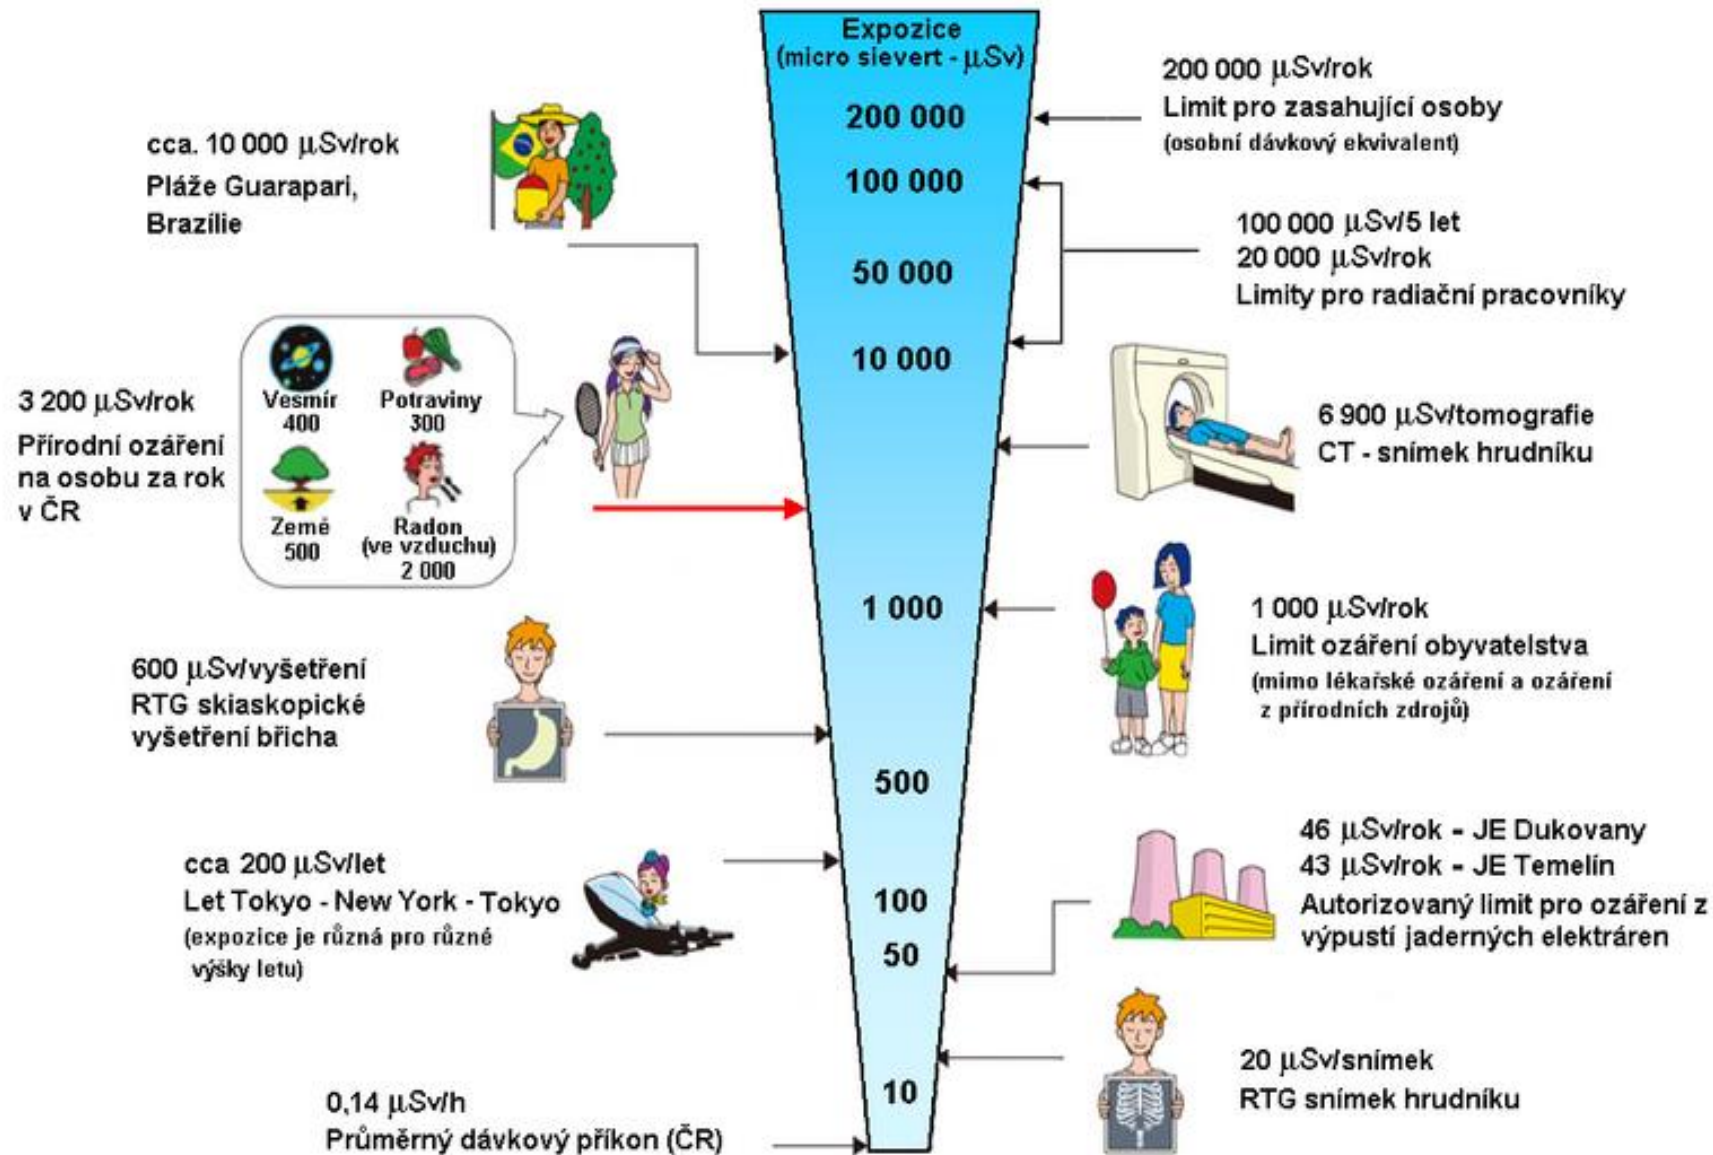 Expozice
(micro sievert - μSv)
200 000
100 000
50 000
10 000
1 000
500
100
50
10
cca. 10 000 μSv/rok
Pláže Guarapari,
Brazílie
3 200 μSv/rok
Přírodní ozáření
na osobu za rok
v ČR
Vesmír
400
Potraviny
300
Země
500
Radon
(ve vzduchu)
2 000
600 μSv/vyšetření
RTG skiaskopické
vyšetření břicha
cca 200 μSv/let
Let Tokyo - New York - Tokyo
(expozice je různá pro různé
výšky letu)
0,14 μSv/h
Průměrný dávkový příkon (ČR)
200 000 μSv/rok
Limit pro zasahující osoby
(osobní dávkový ekvivalent)
100 000 μSv/5 let
20 000 μSv/rok
Limity pro radiační pracovníky
6 900 μSv/tomografie
CT - snímek hrudníku
1 000 μSv/rok
Limit ozáření obyvatelstva
(mimo lékařské ozáření a ozáření
z přírodních zdrojů)
46 μSv/rok - JE Dukovany
43 μSv/rok - JE Temelín
Autorizovaný limit pro ozáření z
výpustí jaderných elektráren
20 μSv/snímek
RTG snímek hrudníku